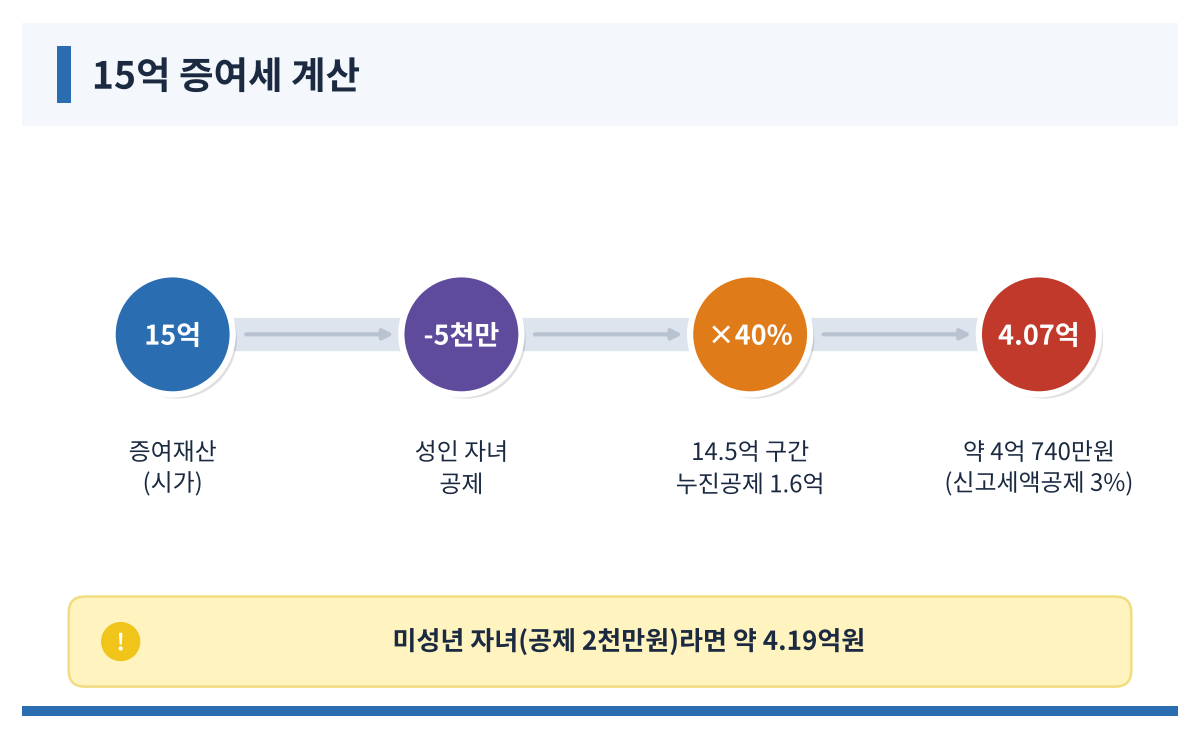 15억 증여세 계산
15억
-5천만
×40%
4.07억
증여재산
(시가)
성인 자녀
공제
14.5억 구간
누진공제 1.6억
약 4억 740만원
(신고세액공제 3%)
!
미성년 자녀(공제 2천만원)라면 약 4.19억원